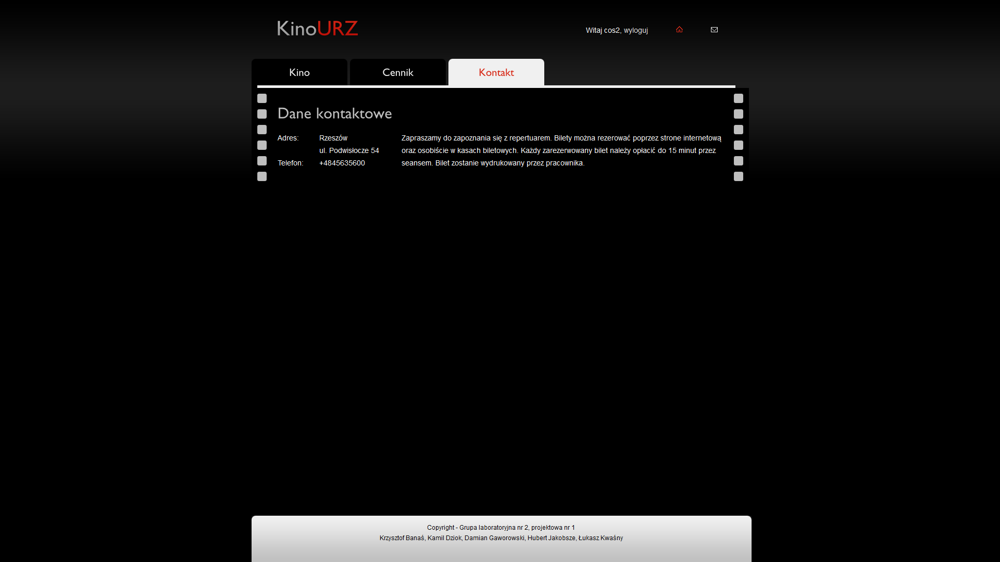 KinoURZ
Witaj cos2, wyloguj
Kino
Cennik
Kontakt
Dane kontaktowe
Adres:
Rzeszów
ul. Podwisłocze 54
Telefon:
+4845635600
Zapraszamy do zapoznania się z repertuarem. Bilety można rezerować poprzez strone internetową
oraz osobiście w kasach biletowych. Każdy zarezerwowany bilet należy opłacić do 15 minut przez
seansem. Bilet zostanie wydrukowany przez pracownika.
Copyright - Grupa laboratoryjna nr 2, projektowa nr 1
Krzysztof Banaś, Kamil Dziok, Damian Gaworowski, Hubert Jakobsze, Łukasz Kwaśny